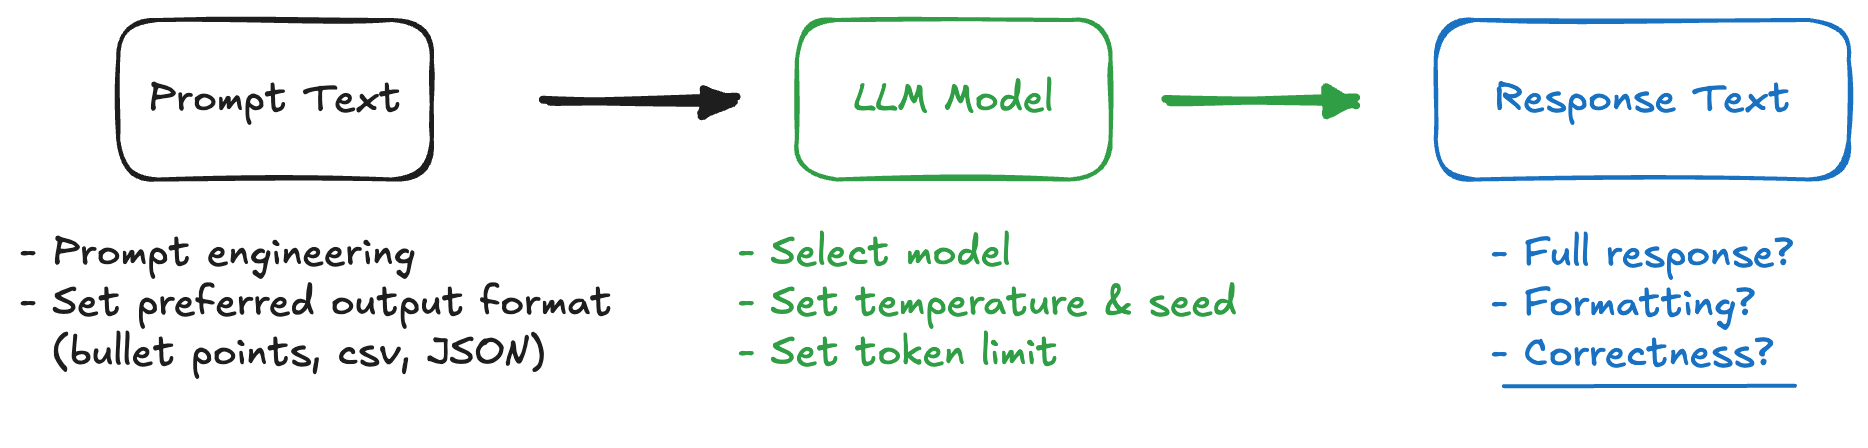 Prompt Text
LLM Model
Response Text
- Prompt engineering
- Set preferred output format
(bullet points, csv, JSON)
- Select model
- Set temperature & seed
- Set token limit
- Full response?
- Formatting?
- Correctness?